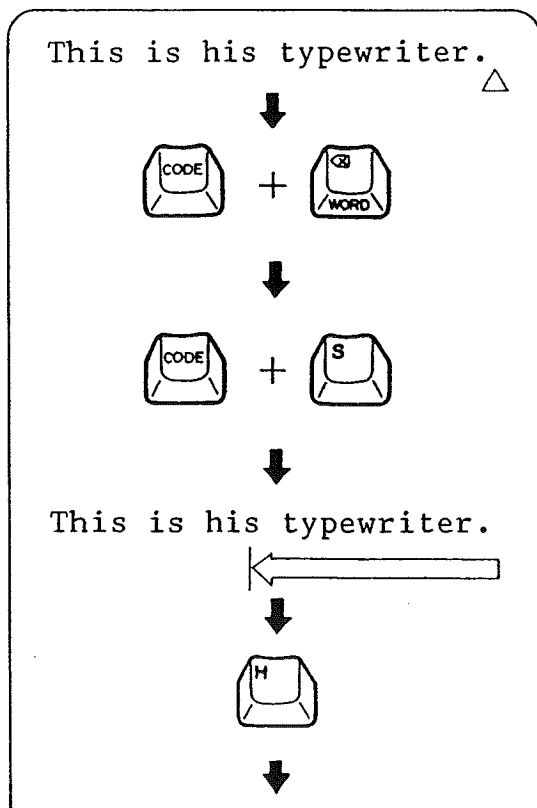 This is his typewriter.
CODE + ⌫ WORD
CODE + S
This is his typewriter.
H